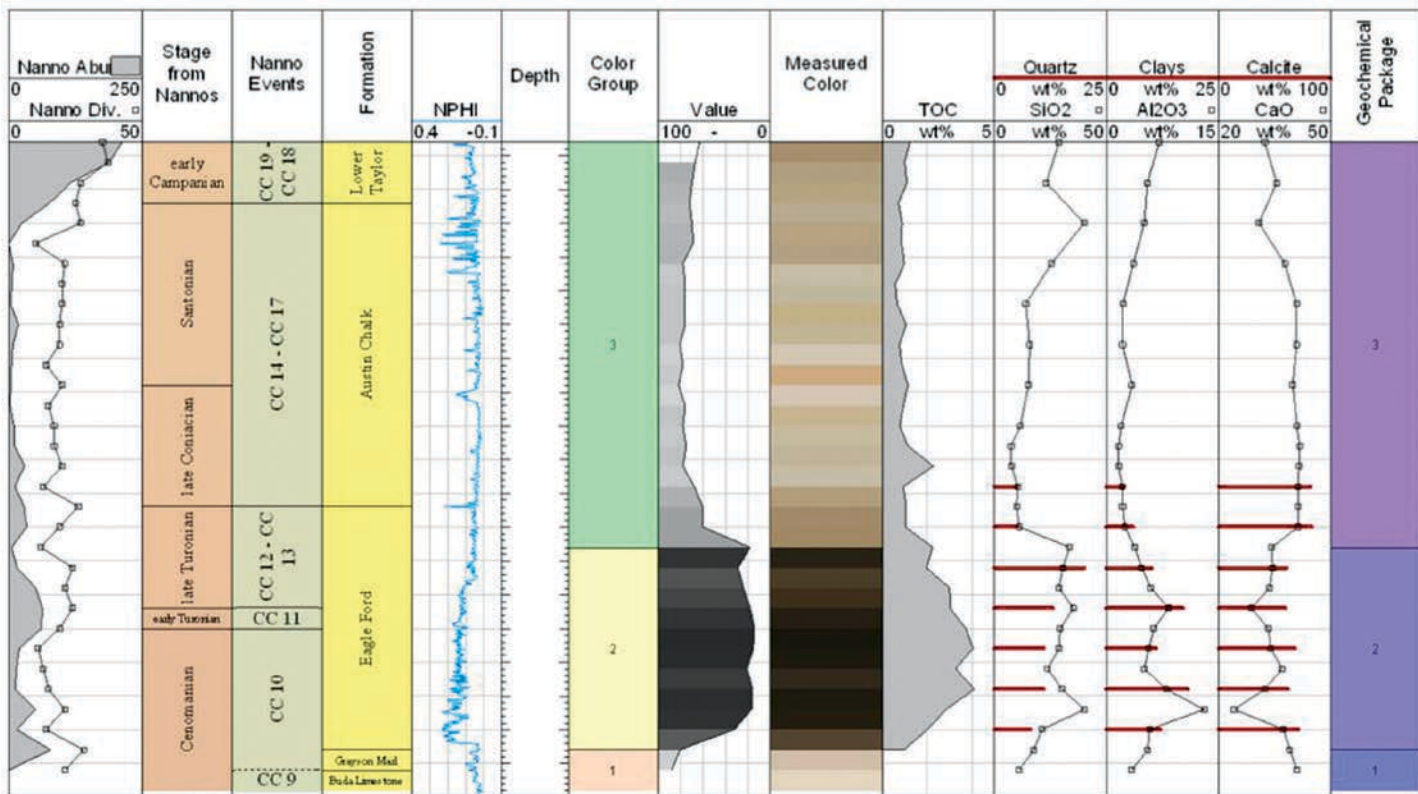 Nanno Abu
0 250
Nanno Div.
0 50
Stage
from
Nannos
Nanno
Events
Formation
NPHI
0.4 -0.1
Depth
Color
Group
Value
100 - 0
Measured
Color
TOC
0 wt% 5
Quartz
0 wt% 25
SiO2
0 wt% 50
Clays
0 wt% 25
Al2O3
0 wt% 15
Calcite
0 wt% 100
CaO
20 wt% 50
Geochemical
Package
early
Campanian
Santonian
late Coniacian
late Turonian
early Turonian
Cenomanian
CC 19 -
CC 18
CC 14 - CC 17
CC 12 - CC
13
CC 11
CC 10
CC 9
Lower
Taylor
Austin Chalk
Eagle Ford
Grayson Marl
Buda Limestone
3
2
1
3
2
1